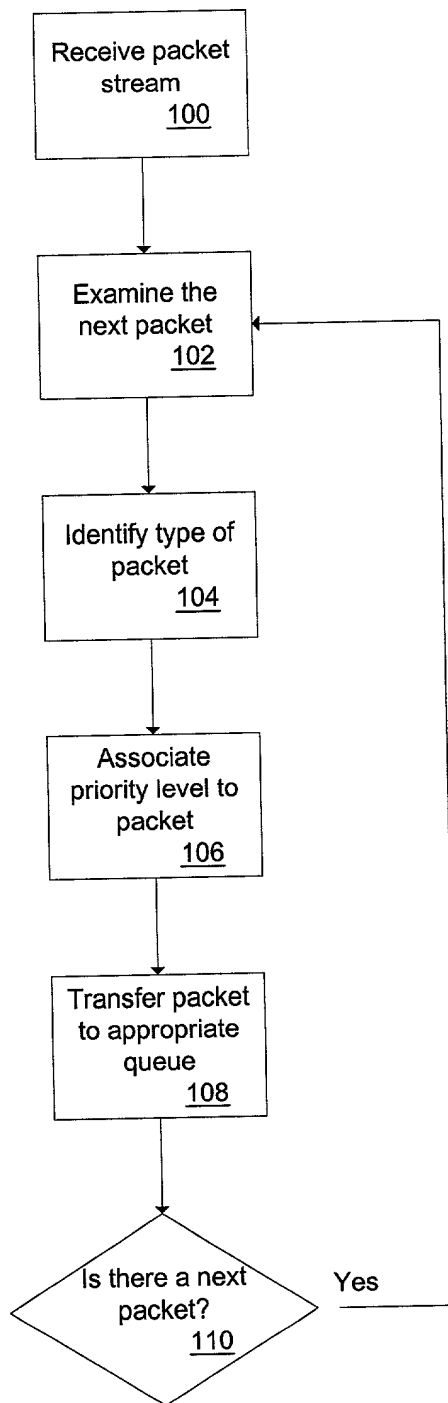 Receive packet
stream
100
Examine the
next packet
102
Identify type of
packet
104
Associate
priority level to
packet
106
Transfer packet
to appropriate
queue
108
Is there a next
packet?
110
Yes